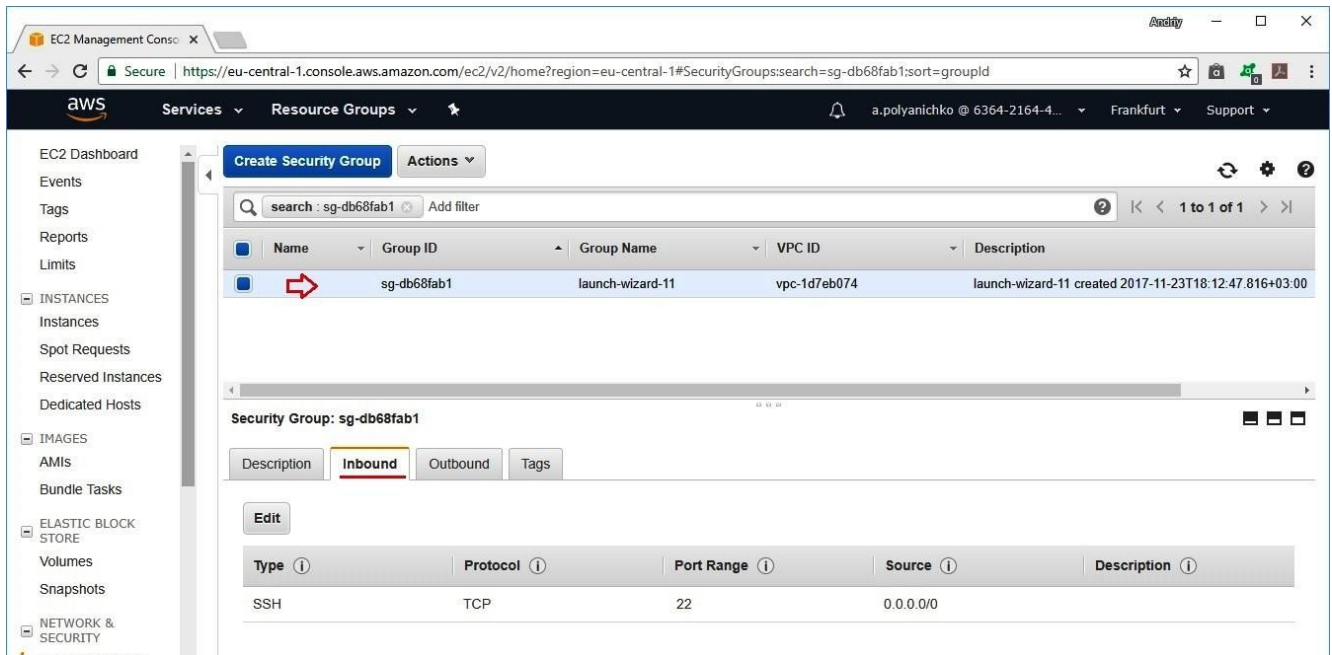 Andriy
EC2 Management Conso
Secure https://eu-central-1.console.aws.amazon.com/ec2/v2/home?region=eu-central-1#SecurityGroups:search=sg-db68fab1;sort=groupId
aws Services Resource Groups a.polyanichko @ 6364-2164-4... Frankfurt Support
EC2 Dashboard
Events
Tags
Reports
Limits
INSTANCES
Instances
Spot Requests
Reserved Instances
Dedicated Hosts
IMAGES
AMIs
Bundle Tasks
ELASTIC BLOCK
STORE
Volumes
Snapshots
NETWORK &
SECURITY
Create Security Group Actions
search : sg-db68fab1 Add filter 1 to 1 of 1
Name Group ID Group Name VPC ID Description
sg-db68fab1 launch-wizard-11 vpc-1d7eb074 launch-wizard-11 created 2017-11-23T18:12:47.816+03:00
Security Group: sg-db68fab1
Description Inbound Outbound Tags
Edit
Type Protocol Port Range Source Description
SSH TCP 22 0.0.0.0/0